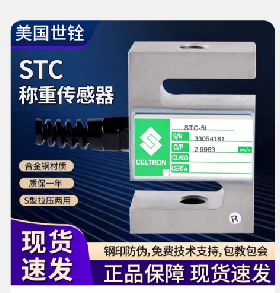 美国世铨
STC
称重传感器
合金钢材质
质保一年
S型拉压两用
STC-5t
S/N 33054181
O/P 2.9963 mv/v
CLASS
CERT#
CELTRON
R
现货
速发
钢印防伪,免费技术支持,包教包会
正品保障 现货速发